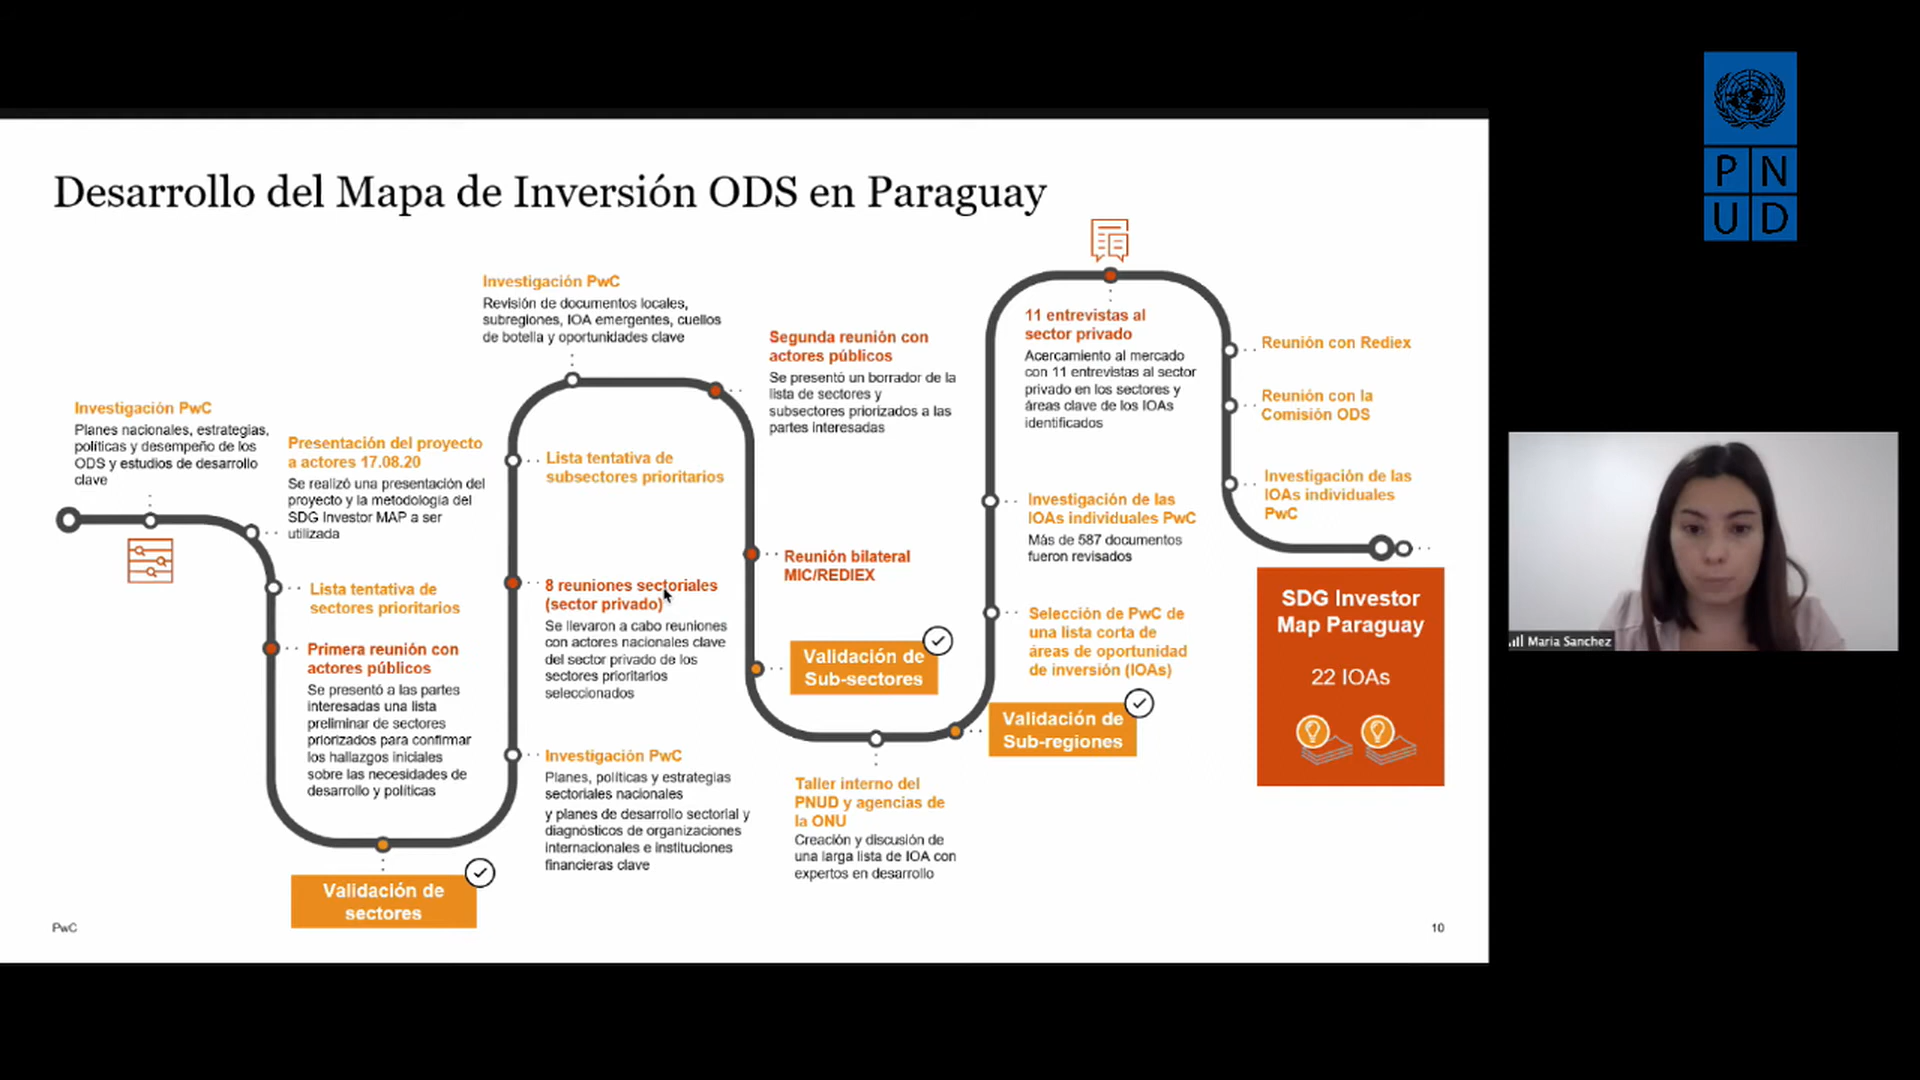 Desarrollo del Mapa de Inversión ODS en Paraguay
P N
U D
Investigación PwC
Planes nacionales, estrategias,
políticas y desempeño de los
ODS y estudios de desarrollo
clave
Presentación del proyecto
a actores 17.08.20
Se realizó una presentación del
proyecto y la metodología del
SDG Investor MAP a ser
utilizada
Lista tentativa de
sectores prioritarios
Primera reunión con
actores públicos
Se presentó a las partes
interesadas una lista
preliminar de sectores
priorizados para confirmar
los hallazgos iniciales
sobre las necesidades de
desarrollo y políticas
Validación de
sectores
Investigación PwC
Planes, políticas y estrategias
sectoriales nacionales
y planes de desarrollo sectorial y
diagnósticos de organizaciones
internacionales e instituciones
financieras clave
8 reuniones sectoriales
(sector privado)
Se llevaron a cabo reuniones
con actores nacionales clave
del sector privado de los
sectores prioritarios
seleccionados
Lista tentativa de
subsectores prioritarios
Investigación PwC
Revisión de documentos locales,
subregiones, IOA emergentes, cuellos
de botella y oportunidades clave
Segunda reunión con
actores públicos
Se presentó un borrador de la
lista de sectores y
subsectores priorizados a las
partes interesadas
Reunión bilateral
MIC/REDIEX
Validación de
Sub-sectores
Taller interno del
PNUD y agencias de
la ONU
Creación y discusión de
una larga lista de IOA con
expertos en desarrollo
Validación de
Sub-regiones
Selección de PwC de
una lista corta de
áreas de oportunidad
de inversión (IOAs)
Investigación de las
IOAs individuales PwC
Más de 587 documentos
fueron revisados
11 entrevistas al
sector privado
Acercamiento al mercado
con 11 entrevistas al sector
privado en los sectores y
áreas clave de los IOAs
identificados
Reunión con Rediex
Reunión con la
Comisión ODS
Investigación de las
IOAs individuales
PwC
SDG Investor
Map Paraguay
22 IOAs
PwC
10
Maria Sanchez